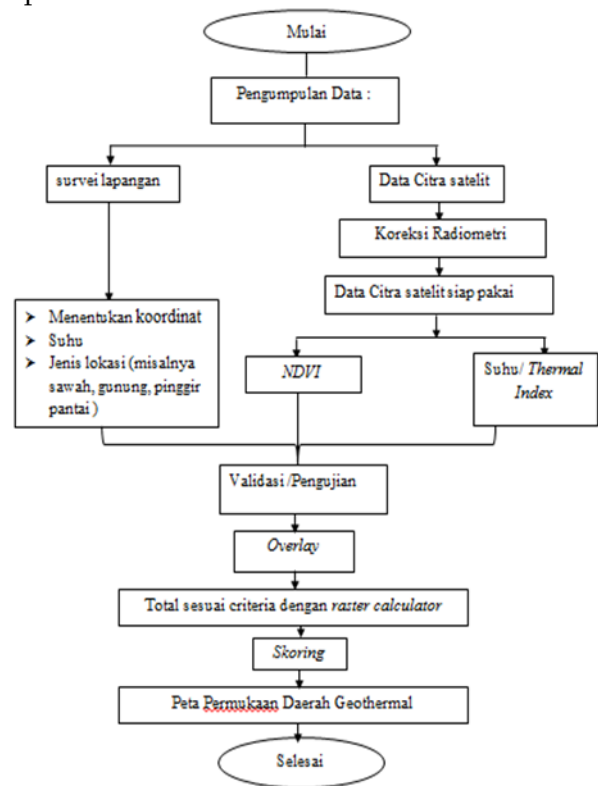 Mulai
Pengumpulan Data :
survei lapangan
Data Citra satelit
Koreksi Radiometri
Data Citra satelit siap pakai
➤ Menentukan koordinat
➤ Suhu
➤ Jenis lokasi (misalnya
sawah, gunung, pinggir
pantai )
NDVI
Suhu/ Thermal
Index
Validasi /Pengujian
Overlay
Total sesuai criteria dengan raster calculator
Skoring
Peta Permukaan Daerah Geothermal
Selesai